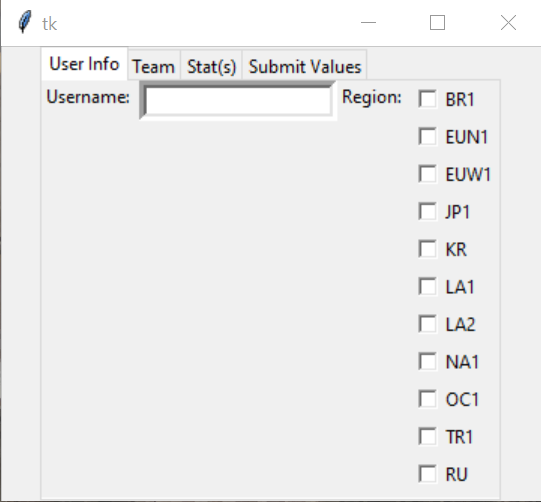 tk
User Info Team Stat(s) Submit Values
Username: Region: BR1
EUN1
EUW1
JP1
KR
LA1
LA2
NA1
OC1
TR1
RU